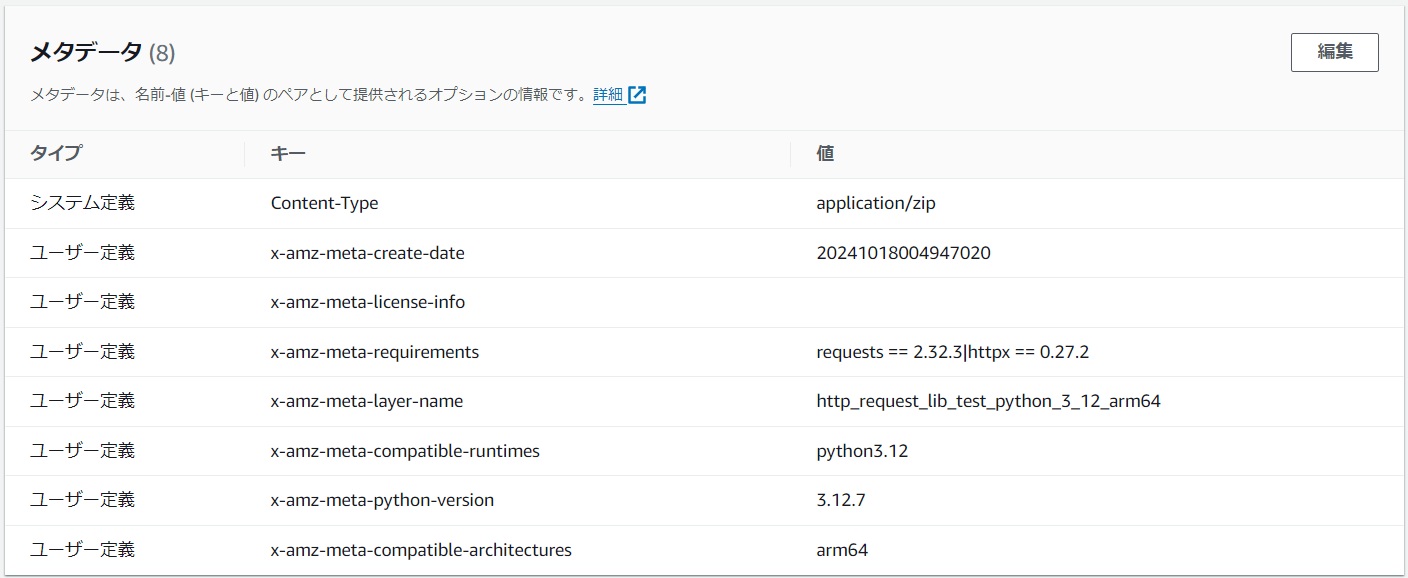 メタデータ (8)
編集
メタデータは、名前-値 (キーと値) のペアとして提供されるオプションの情報です。詳細
タイプ キー 値
システム定義 Content-Type application/zip
ユーザー定義 x-amz-meta-create-date 20241018004947020
ユーザー定義 x-amz-meta-license-info
ユーザー定義 x-amz-meta-requirements requests == 2.32.3|httpx == 0.27.2
ユーザー定義 x-amz-meta-layer-name http_request_lib_test_python_3_12_arm64
ユーザー定義 x-amz-meta-compatible-runtimes python3.12
ユーザー定義 x-amz-meta-python-version 3.12.7
ユーザー定義 x-amz-meta-compatible-architectures arm64